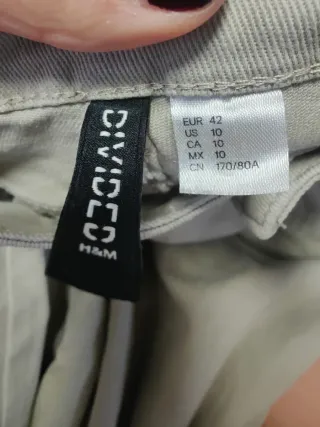 DIVIDED
H&M
EUR 42
US 10
CA 10
MX 10
CN 170/80A